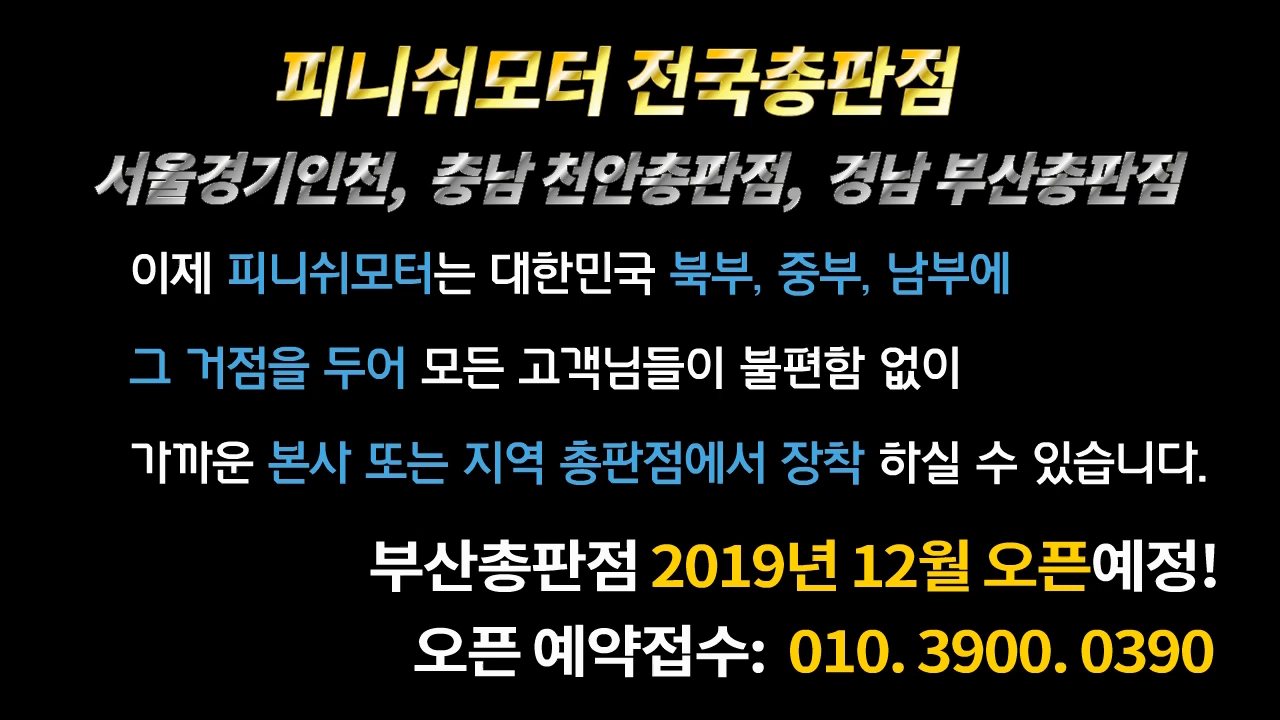 피니쉬모터 전국총판점
서울경기인천, 충남 천안총판점, 경남 부산총판점
이제 피니쉬모터는 대한민국 북부, 중부, 남부에
그 거점을 두어 모든 고객님들이 불편함 없이
가까운 본사 또는 지역 총판점에서 장착 하실 수 있습니다.
부산총판점 2019년 12월 오픈예정!
오픈 예약접수: 010. 3900. 0390